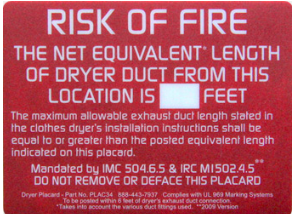 RISK OF FIRE
THE NET EQUIVALENT* LENGTH
OF DRYER DUCT FROM THIS
LOCATION IS FEET
The maximum allowable exhaust duct length stated in
the clothes dryer's installation instructions shall be
equal to or greater than the posted equivalent length
indicated on this placard.
Mandated by IMC 504.6.5 & IRC M1502.4.5**
DO NOT REMOVE OR DEFACE THIS PLACARD
Dryer Placard - Part No. PLAC34 888-443-7937 Complies with UL 969 Marking Systems
To be posted within 6 feet of dryer's exhaust duct connection.
*Takes into account the various duct fittings used. **2009 Version